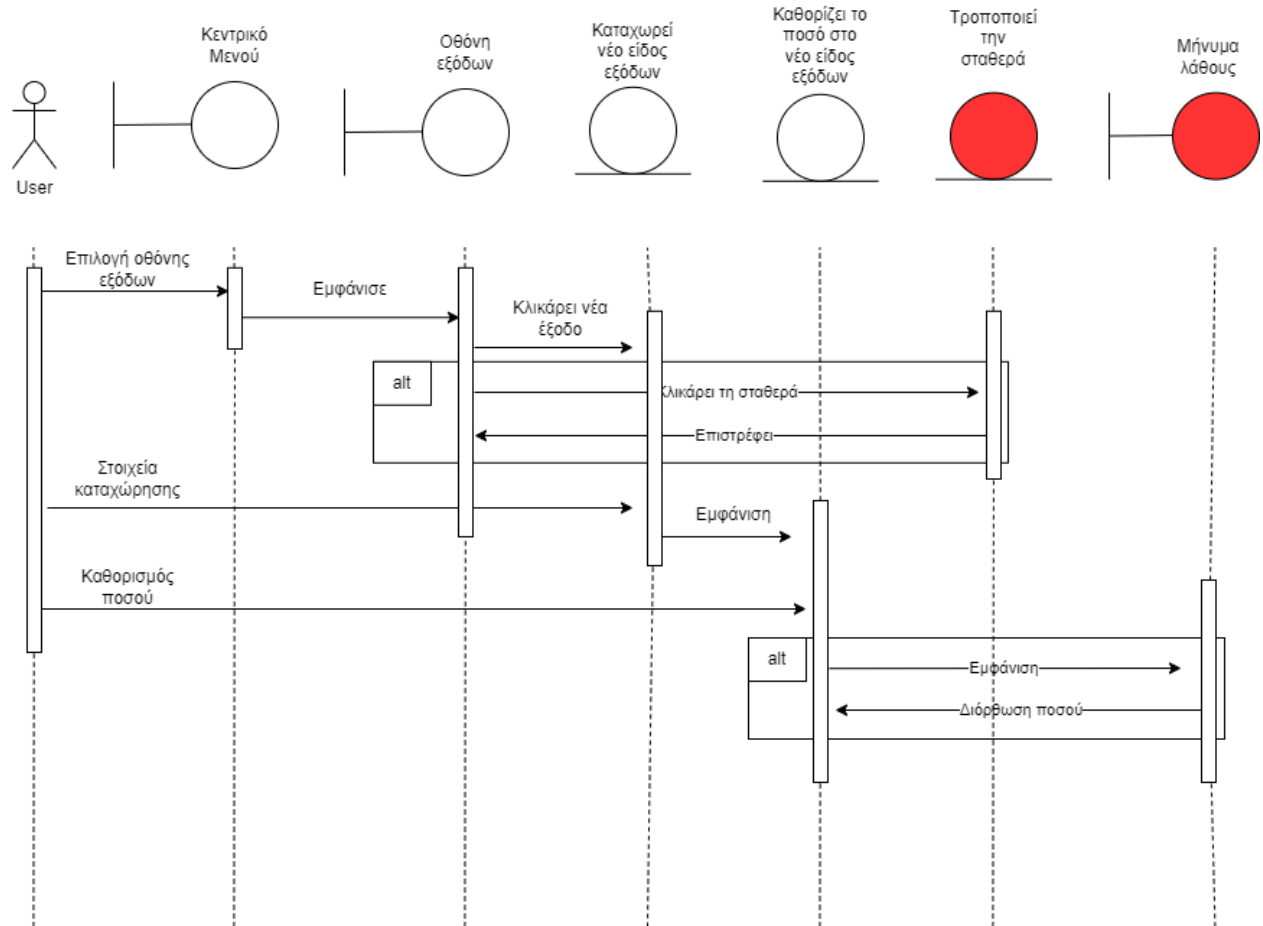 Κεντρικό
Μενού
Οθόνη
εξόδων
Καταχωρεί
νέο είδος
εξόδων
Καθορίζει το
ποσό στο
νέο είδος
εξόδων
Τροποποιεί
την
σταθερά
Μήνυμα
λάθους
User
Επιλογή οθόνης
εξόδων
Εμφάνισε
Κλικάρει νέα
έξοδο
alt
Κλικάρει τη σταθερά
Επιστρέφει
Στοιχεία
καταχώρησης
Εμφάνιση
Καθορισμός
ποσού
alt
Εμφάνιση
Διόρθωση ποσού